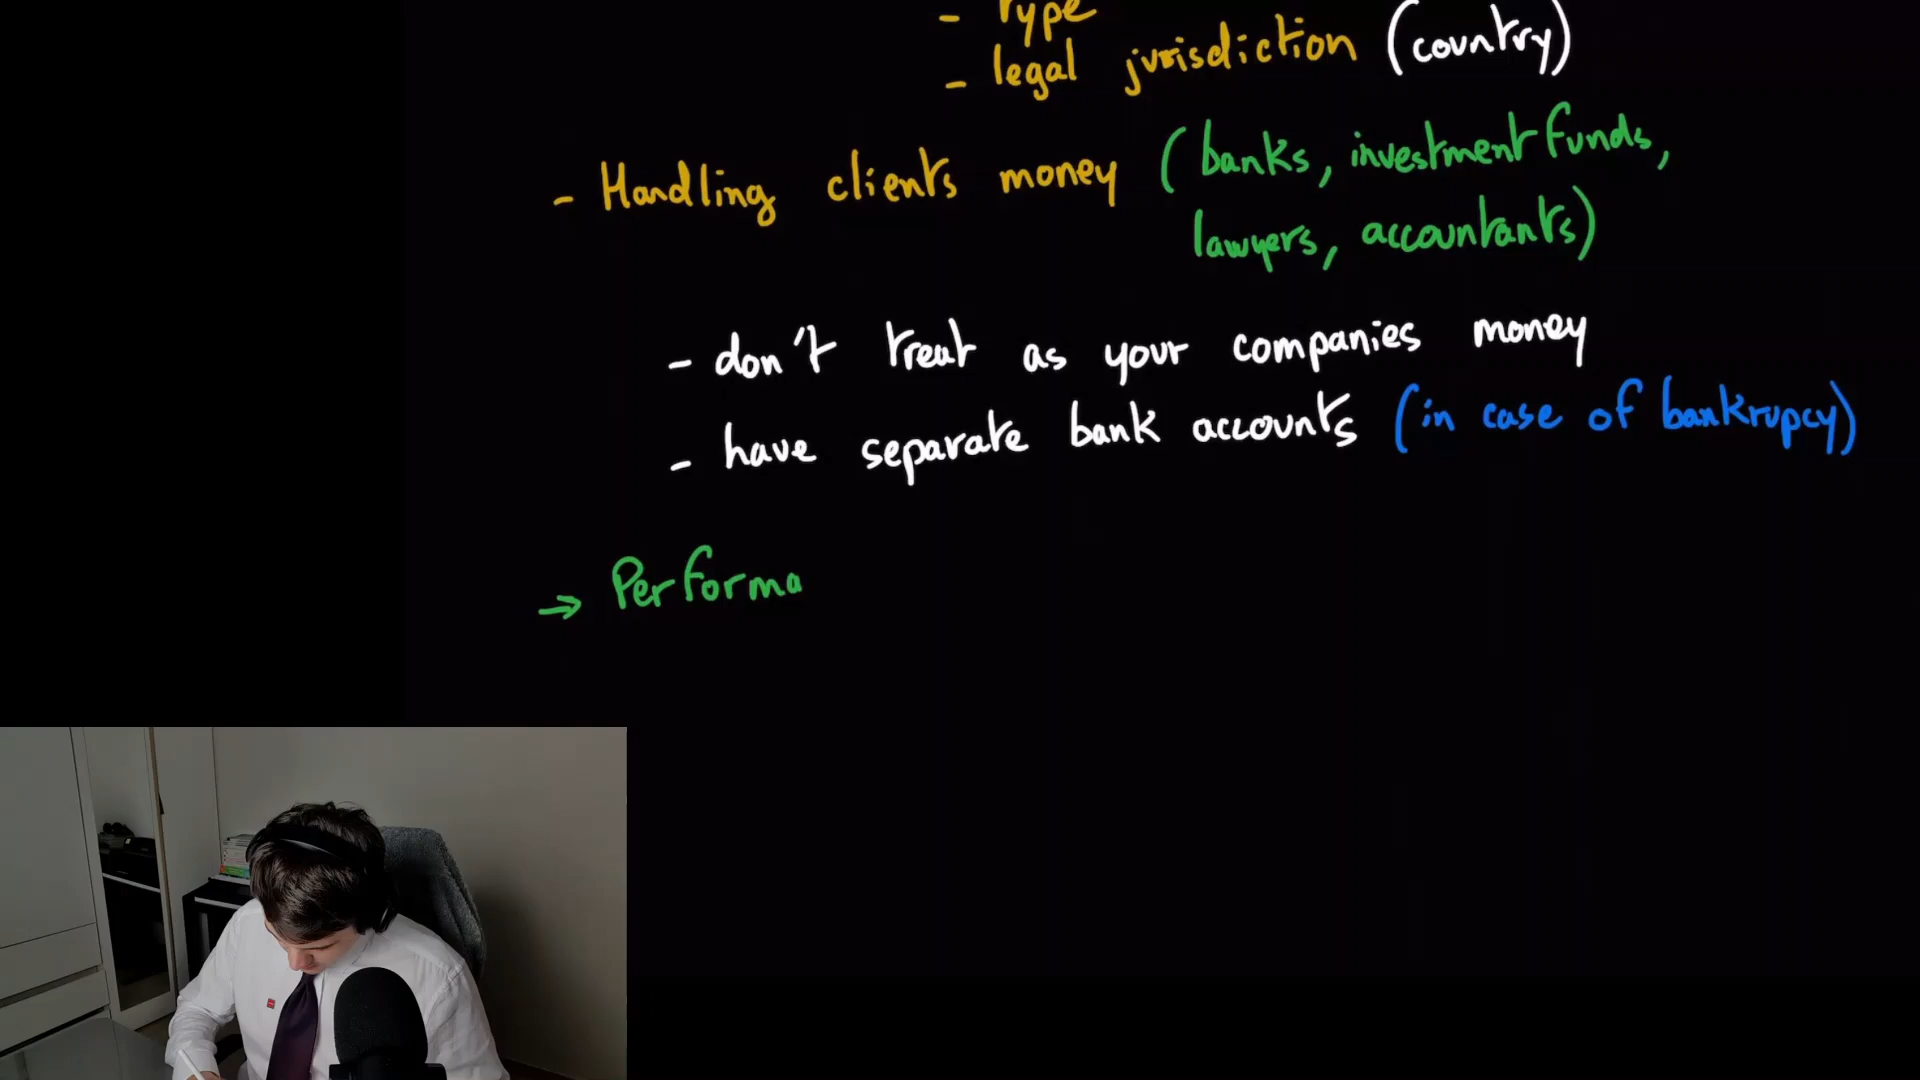 - Type
- legal jurisdiction (country)
- Handling clients money (banks, investment funds,
lawyers, accountants)
- don't treat as your companies money
- have separate bank accounts (in case of bankrupcy)
→ Performa